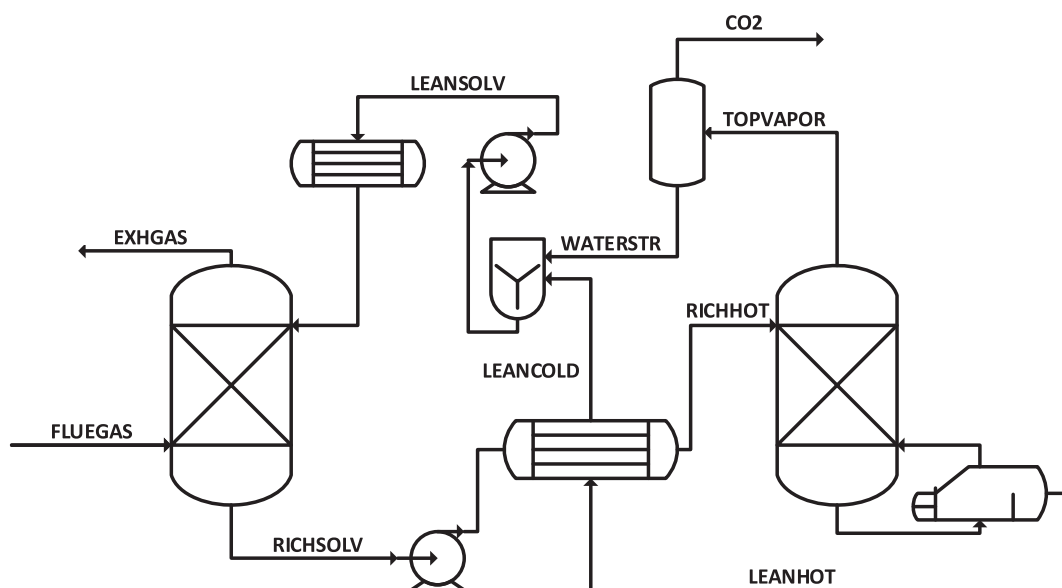 CO2
LEANSOLV
TOPVAPOR
EXHGAS
WATERSTR
RICHHOT
LEANCOLD
FLUEGAS
RICHSOLV
LEANHOT